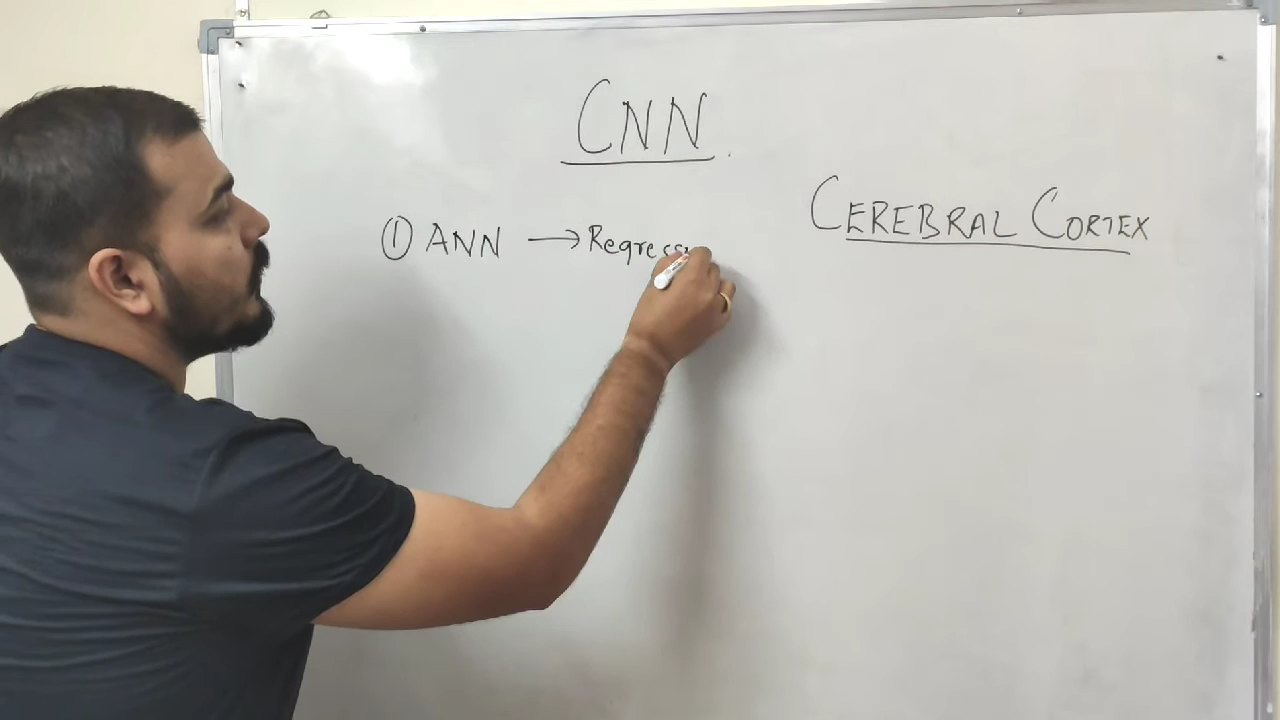 CNN
CEREBRAL CORTEX
① ANN → Regress